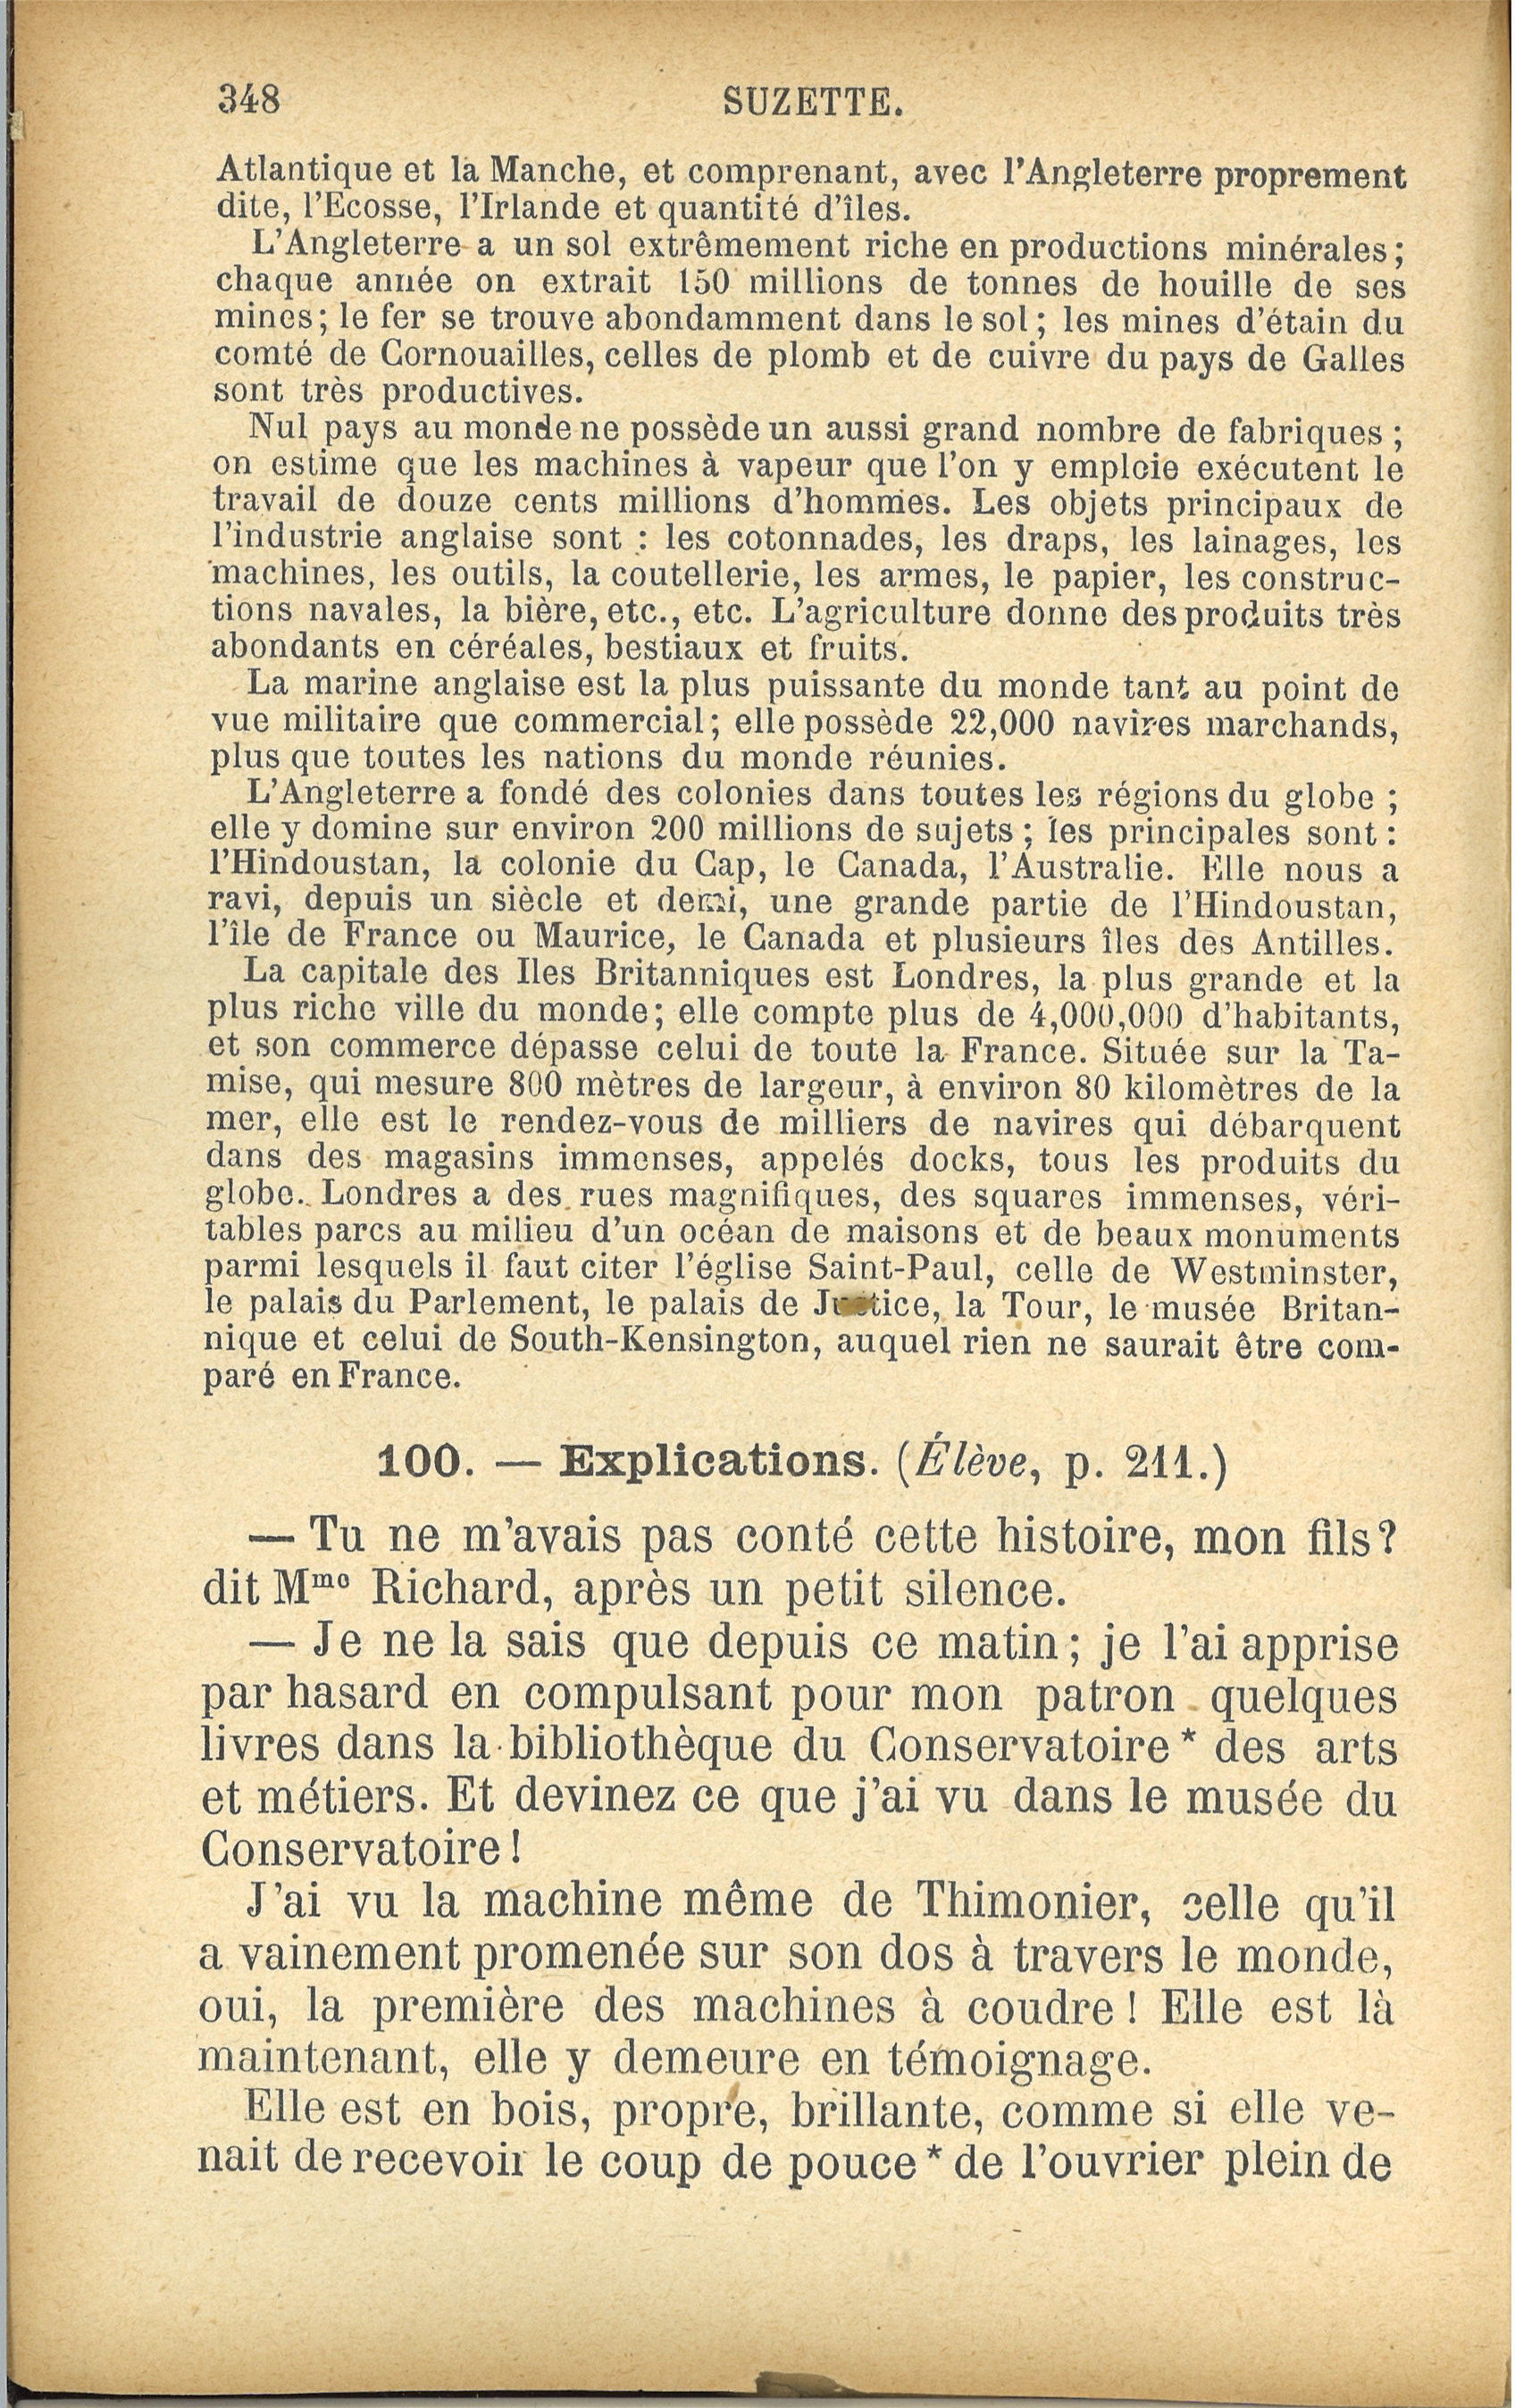 348
SUZETTE.
Atlantique et la Manche, et comprenant, avec l'Angleterre proprement
dite, l'Ecosse, l'Irlande et quantité d'îles.
L'Angleterre a un sol extrêmement riche en productions minérales;
chaque année on extrait 150 millions de tonnes de houille de ses
mines; le fer se trouve abondamment dans le sol; les mines d'étain du
comté de Cornouailles, celles de plomb et de cuivre du pays de Galles
sont très productives.
Nul pays au monde ne possède un aussi grand nombre de fabriques;
on estime que les machines à vapeur que l'on y emploie exécutent le
travail de douze cents millions d'hommes. Les objets principaux de
l'industrie anglaise sont : les cotonnades, les draps, les lainages, les
machines, les outils, la coutellerie, les armes, le papier, les construc-
tions navales, la bière, etc., etc. L'agriculture donne des produits très
abondants en céréales, bestiaux et fruits.
La marine anglaise est la plus puissante du monde tant au point de
vue militaire que commercial; elle possède 22,000 navires marchands,
plus que toutes les nations du monde réunies.
L'Angleterre a fondé des colonies dans toutes les régions du globe;
elle y domine sur environ 200 millions de sujets; les principales sont:
l'Hindoustan, la colonie du Cap, le Canada, l'Australie. Elle nous a
ravi, depuis un siècle et demi, une grande partie de l'Hindoustan,
l'île de France ou Maurice, le Canada et plusieurs îles des Antilles.
La capitale des Iles Britanniques est Londres, la plus grande et la
plus riche ville du monde; elle compte plus de 4,000,000 d'habitants,
et son commerce dépasse celui de toute la France. Située sur la Ta-
mise, qui mesure 800 mètres de largeur, à environ 80 kilomètres de la
mer, elle est le rendez-vous de milliers de navires qui débarquent
dans des magasins immenses, appelés docks, tous les produits du
globe. Londres a des rues magnifiques, des squares immenses, véri-
tables parcs au milieu d'un océan de maisons et de beaux monuments
parmi lesquels il faut citer l'église Saint-Paul, celle de Westminster,
le palais du Parlement, le palais de Justice, la Tour, le musée Britan-
nique et celui de South-Kensington, auquel rien ne saurait être com-
paré en France.
100. — Explications. (Élève, p. 211.)
— Tu ne m'avais pas conté cette histoire, mon fils?
dit Mme Richard, après un petit silence.
— Je ne la sais que depuis ce matin; je l'ai apprise
par hasard en compulsant pour mon patron quelques
livres dans la bibliothèque du Conservatoire* des arts
et métiers. Et devinez ce que j'ai vu dans le musée du
Conservatoire!
J'ai vu la machine même de Thimonier, celle qu'il
a vainement promenée sur son dos à travers le monde,
oui, la première des machines à coudre! Elle est là
maintenant, elle y demeure en témoignage.
Elle est en bois, propre, brillante, comme si elle ve-
nait de recevoir le coup de pouce* de l'ouvrier plein de